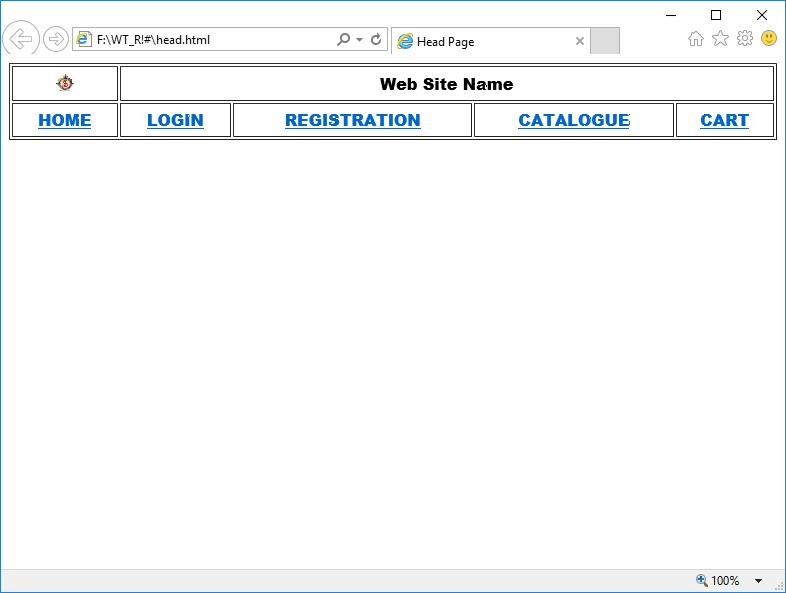 F:\WT_R!#\head.html
Head Page
Web Site Name
HOME LOGIN REGISTRATION CATALOGUE CART
100%